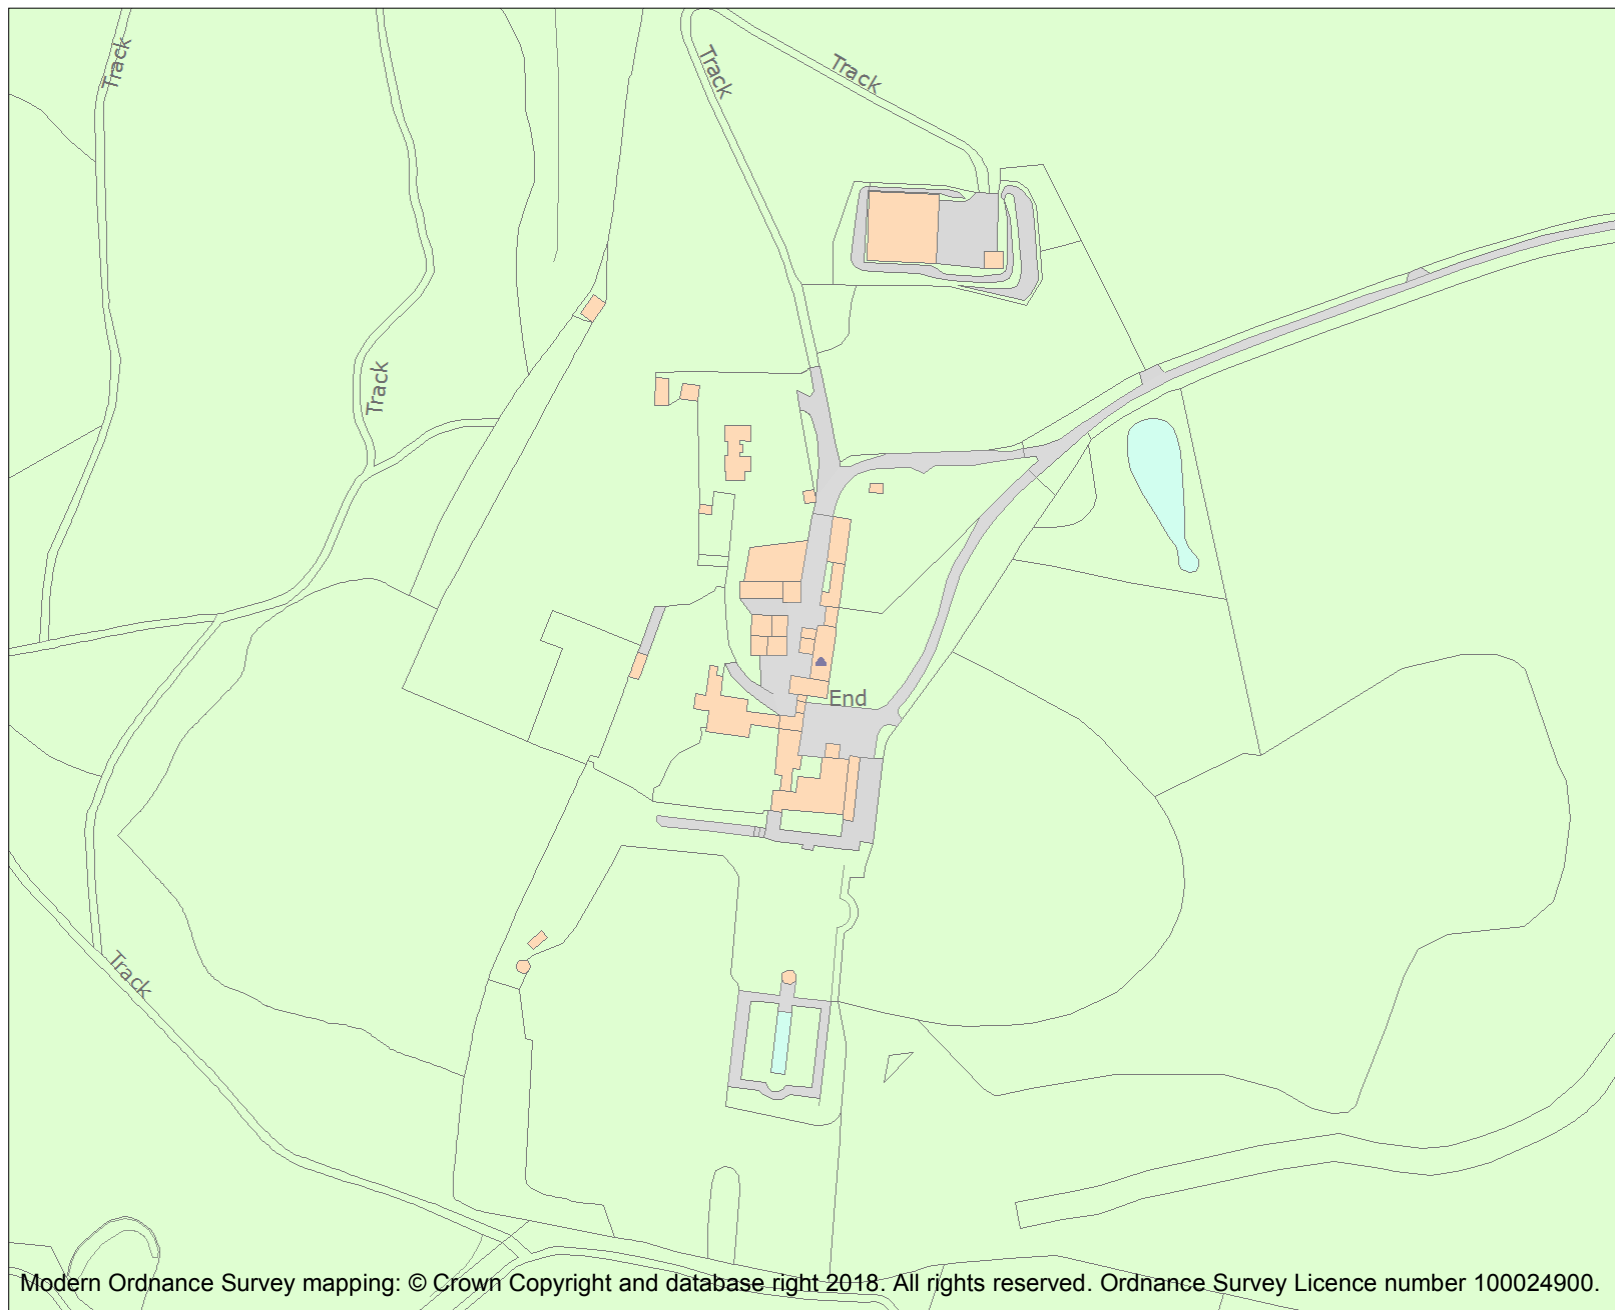 Track
Track
Track
Track
End
Track
Modern Ordnance Survey mapping: © Crown Copyright and database right 2018. All rights reserved. Ordnance Survey Licence number 100024900.